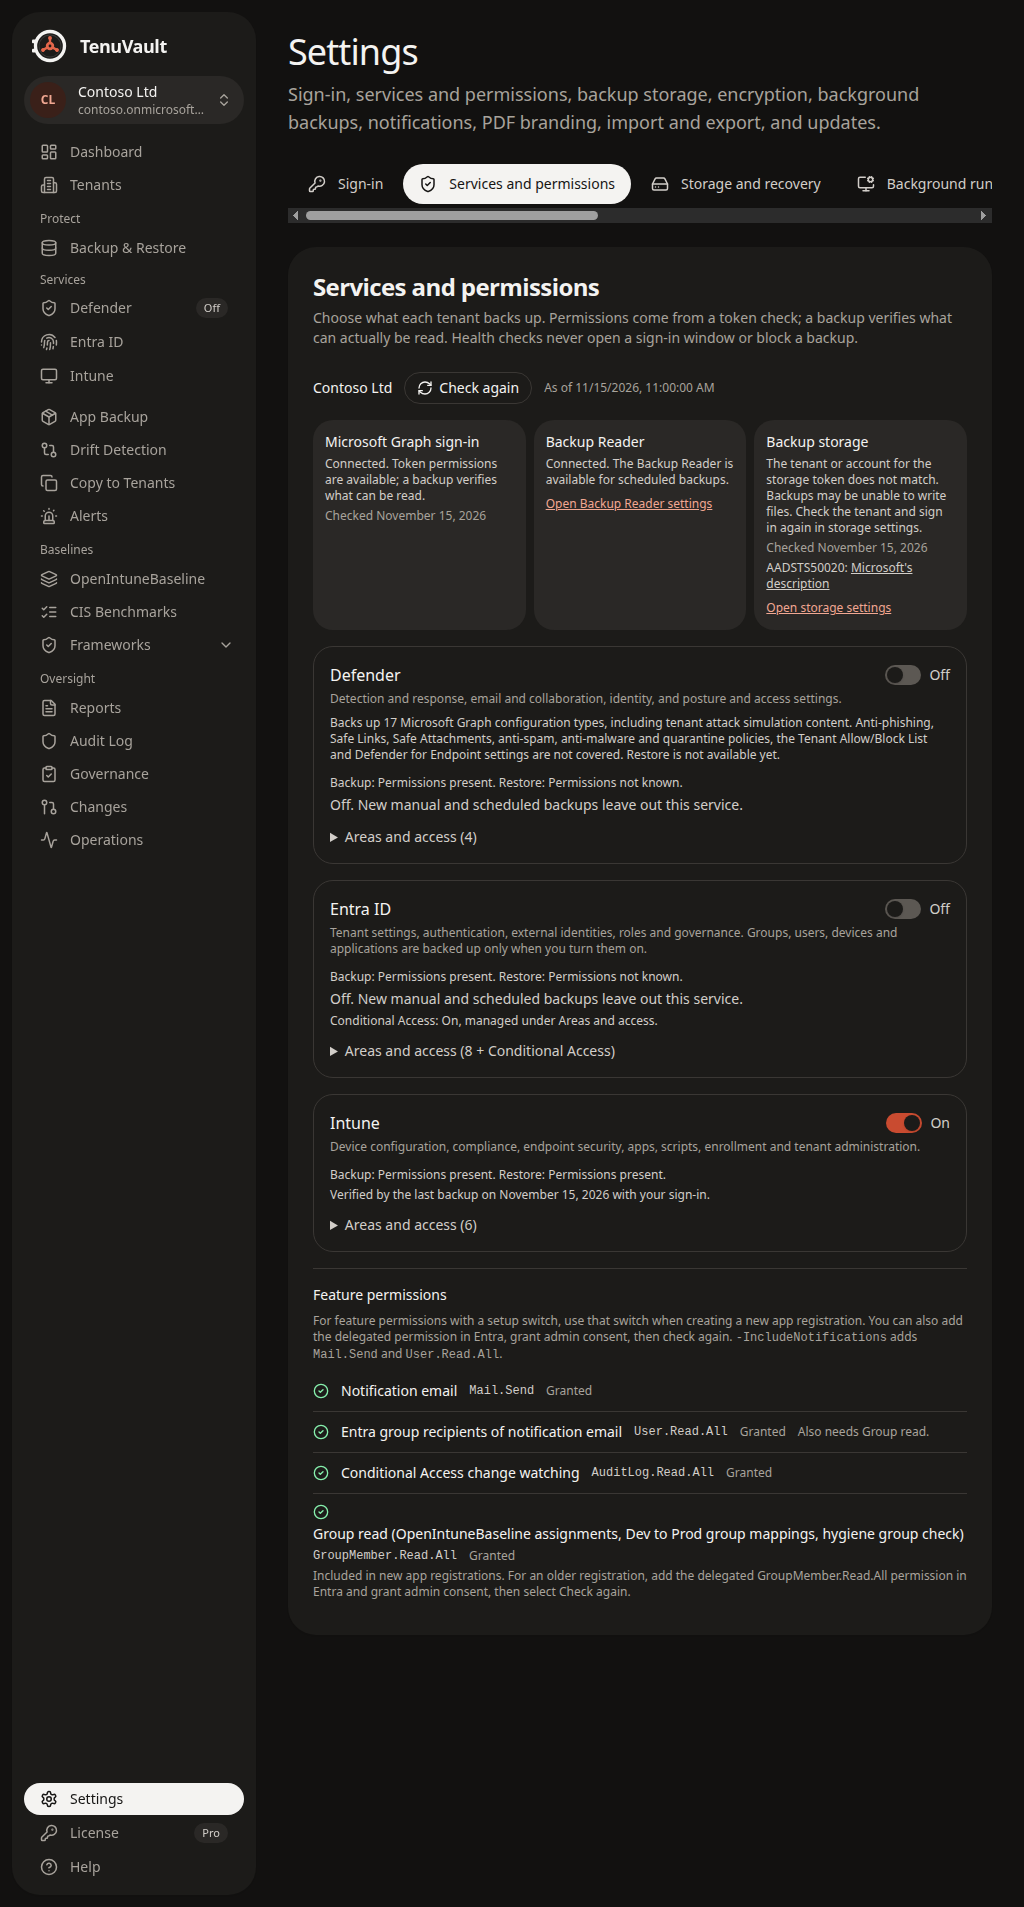 TenuVault
CL
Contoso Ltd
contoso.onmicrosoft...
Dashboard
Tenants
Protect
Backup & Restore
Services
Defender
Off
Entra ID
Intune
App Backup
Drift Detection
Copy to Tenants
Alerts
Baselines
OpenIntuneBaseline
CIS Benchmarks
Frameworks
Oversight
Reports
Audit Log
Governance
Changes
Operations
Settings
License
Pro
Help
Settings
Sign-in, services and permissions, backup storage, encryption, background
backups, notifications, PDF branding, import and export, and updates.
Sign-in
Services and permissions
Storage and recovery
Background run
Services and permissions
Choose what each tenant backs up. Permissions come from a token check; a backup verifies what
can actually be read. Health checks never open a sign-in window or block a backup.
Contoso Ltd
Check again
As of 11/15/2026, 11:00:00 AM
Microsoft Graph sign-in
Connected. Token permissions
are available; a backup verifies
what can be read.
Checked November 15, 2026
Backup Reader
Connected. The Backup Reader is
available for scheduled backups.
Open Backup Reader settings
Backup storage
The tenant or account for the
storage token does not match.
Backups may be unable to write
files. Check the tenant and sign
in again in storage settings.
Checked November 15, 2026
AADSTS50020: Microsoft's
description
Open storage settings
Defender
Off
Detection and response, email and collaboration, identity, and posture and access settings.
Backs up 17 Microsoft Graph configuration types, including tenant attack simulation content. Anti-phishing,
Safe Links, Safe Attachments, anti-spam, anti-malware and quarantine policies, the Tenant Allow/Block List
and Defender for Endpoint settings are not covered. Restore is not available yet.
Backup: Permissions present. Restore: Permissions not known.
Off. New manual and scheduled backups leave out this service.
Areas and access (4)
Entra ID
Off
Tenant settings, authentication, external identities, roles and governance. Groups, users, devices and
applications are backed up only when you turn them on.
Backup: Permissions present. Restore: Permissions not known.
Off. New manual and scheduled backups leave out this service.
Conditional Access: On, managed under Areas and access.
Areas and access (8 + Conditional Access)
Intune
On
Device configuration, compliance, endpoint security, apps, scripts, enrollment and tenant administration.
Backup: Permissions present. Restore: Permissions present.
Verified by the last backup on November 15, 2026 with your sign-in.
Areas and access (6)
Feature permissions
For feature permissions with a setup switch, use that switch when creating a new app registration. You can also add
the delegated permission in Entra, grant admin consent, then check again. -IncludeNotifications adds
Mail.Send and User.Read.All.
Notification email Mail.Send Granted
Entra group recipients of notification email User.Read.All Granted Also needs Group read.
Conditional Access change watching AuditLog.Read.All Granted
Group read (OpenIntuneBaseline assignments, Dev to Prod group mappings, hygiene group check)
GroupMember.Read.All Granted
Included in new app registrations. For an older registration, add the delegated GroupMember.Read.All permission in
Entra and grant admin consent, then select Check again.